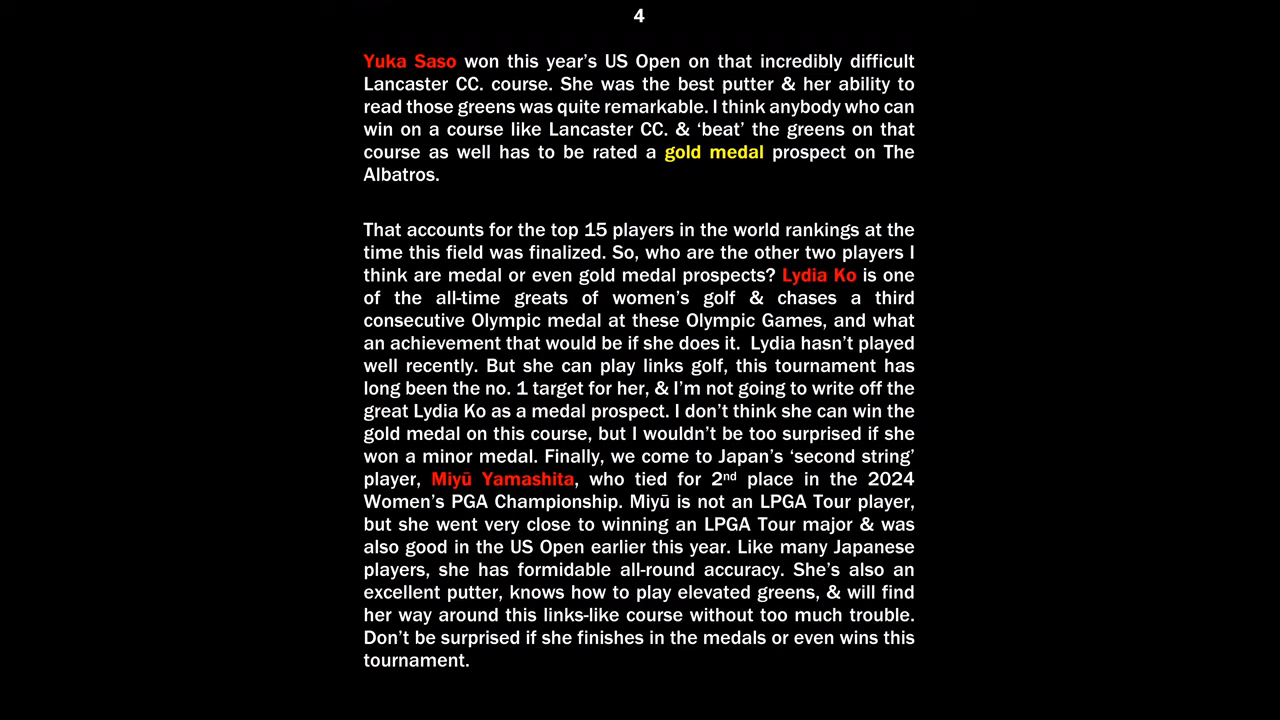 4
Yuka Saso won this year’s US Open on that incredibly difficult
Lancaster CC. course. She was the best putter & her ability to
read those greens was quite remarkable. I think anybody who can
win on a course like Lancaster CC. & ‘beat’ the greens on that
course as well has to be rated a gold medal prospect on The
Albatros.
That accounts for the top 15 players in the world rankings at the
time this field was finalized. So, who are the other two players I
think are medal or even gold medal prospects? Lydia Ko is one
of the all-time greats of women’s golf & chases a third
consecutive Olympic medal at these Olympic Games, and what
an achievement that would be if she does it.  Lydia hasn’t played
well recently. But she can play links golf, this tournament has
long been the no. 1 target for her, & I’m not going to write off the
great Lydia Ko as a medal prospect. I don’t think she can win the
gold medal on this course, but I wouldn’t be too surprised if she
won a minor medal. Finally, we come to Japan’s ‘second string’
player, Miyū Yamashita, who tied for 2nd place in the 2024
Women’s PGA Championship. Miyū is not an LPGA Tour player,
but she went very close to winning an LPGA Tour major & was
also good in the US Open earlier this year. Like many Japanese
players, she has formidable all-round accuracy. She’s also an
excellent putter, knows how to play elevated greens, & will find
her way around this links-like course without too much trouble.
Don’t be surprised if she finishes in the medals or even wins this
tournament.